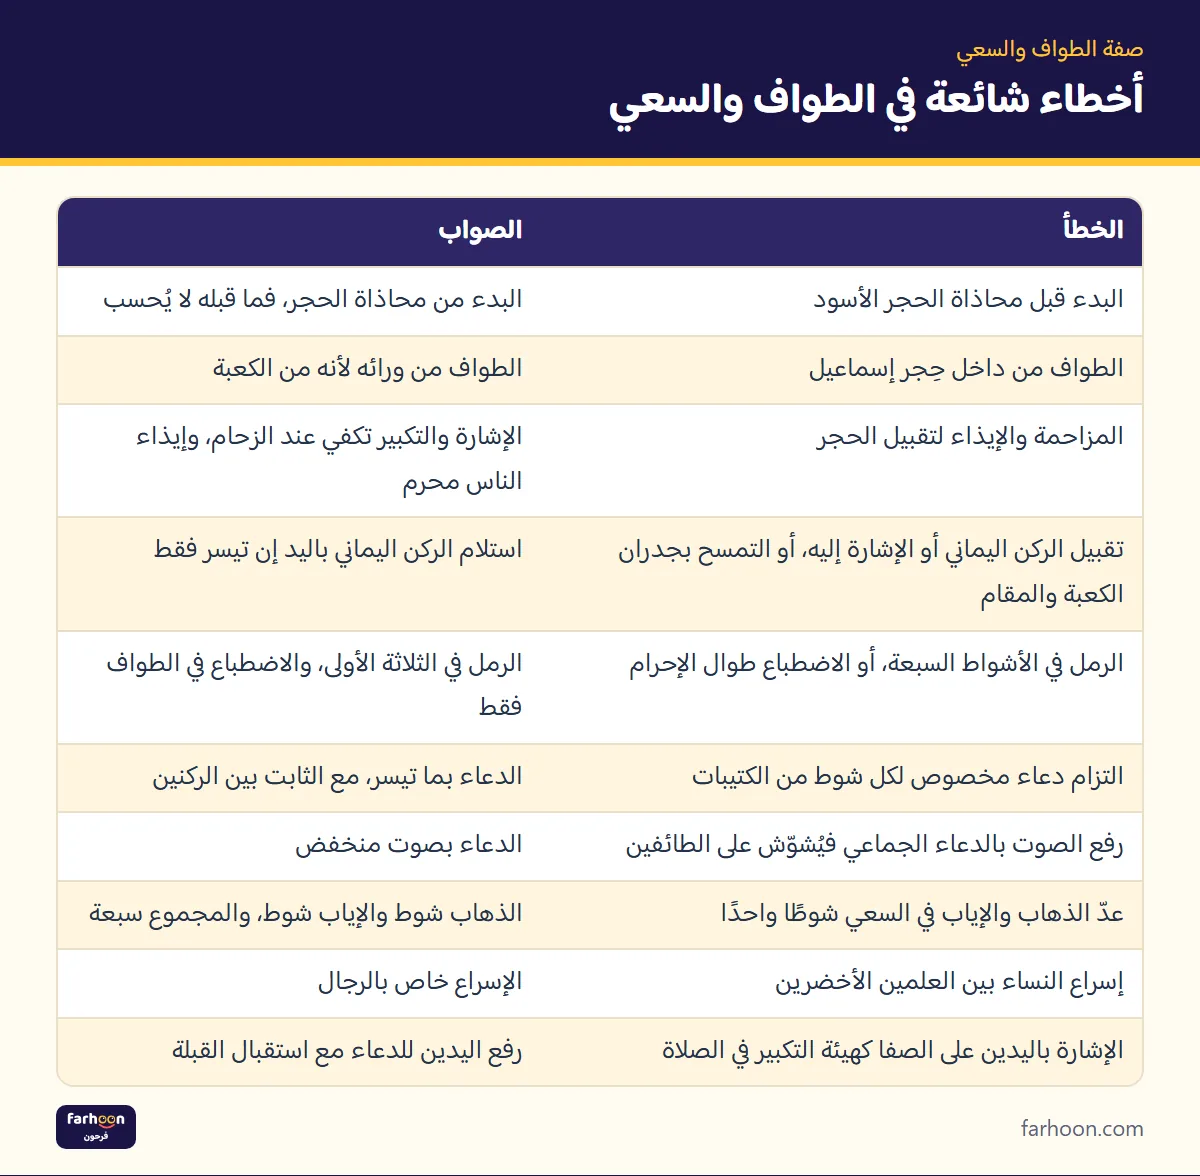 صفة الطواف والسعي
أخطاء شائعة في الطواف والسعي
الخطأ
الصواب
البدء قبل محاذاة الحجر الأسود
البدء من محاذاة الحجر، فما قبله لا يُحسب
الطواف من داخل حِجر إسماعيل
الطواف من ورائه لأنه من الكعبة
المزاحمة والإيذاء لتقبيل الحجر
الإشارة والتكبير تكفي عند الزحام، وإيذاء
الناس محرم
تقبيل الركن اليماني أو الإشارة إليه، أو التمسح بجدران
الكعبة والمقام
استلام الركن اليماني باليد إن تيسر فقط
الرمل في الأشواط السبعة، أو الاضطباع طوال الإحرام
الرمل في الثلاثة الأولى، والاضطباع في الطواف
فقط
التزام دعاء مخصوص لكل شوط من الكتيبات
الدعاء بما تيسر، مع الثابت بين الركنين
رفع الصوت بالدعاء الجماعي فيُشوّش على الطائفين
الدعاء بصوت منخفض
عدّ الذهاب والإياب في السعي شوطًا واحدًا
الذهاب شوط والإياب شوط، والمجموع سبعة
إسراع النساء بين العلمين الأخضرين
الإسراع خاص بالرجال
الإشارة باليدين على الصفا كهيئة التكبير في الصلاة
رفع اليدين للدعاء مع استقبال القبلة
farhoon.com
farhoon
فرحون